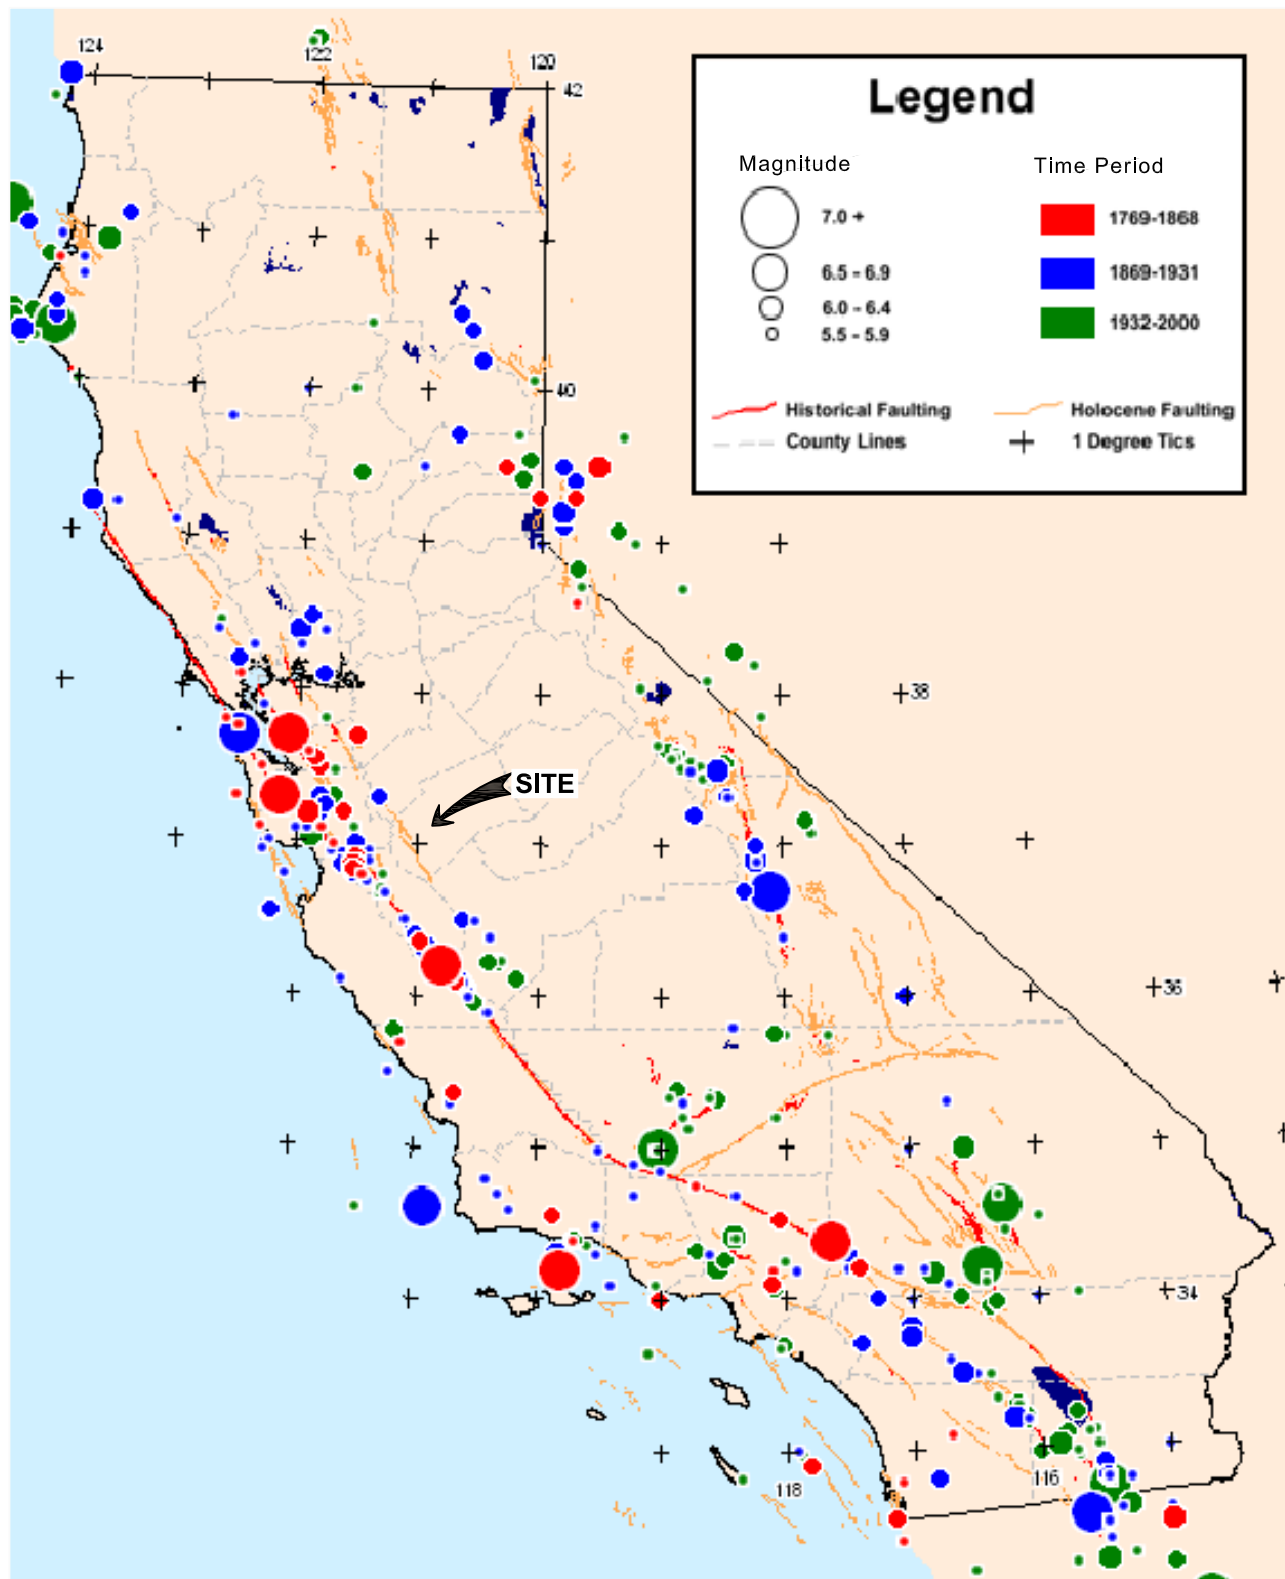 124
122
120
42
Legend
Magnitude
Time Period
7.0 +
1769-1868
6.5 - 6.9
1869-1931
6.0 - 6.4
5.5 - 5.9
1932-2000
Historical Faulting
Holocene Faulting
County Lines
1 Degree Tics
40
38
SITE
36
34
116
118